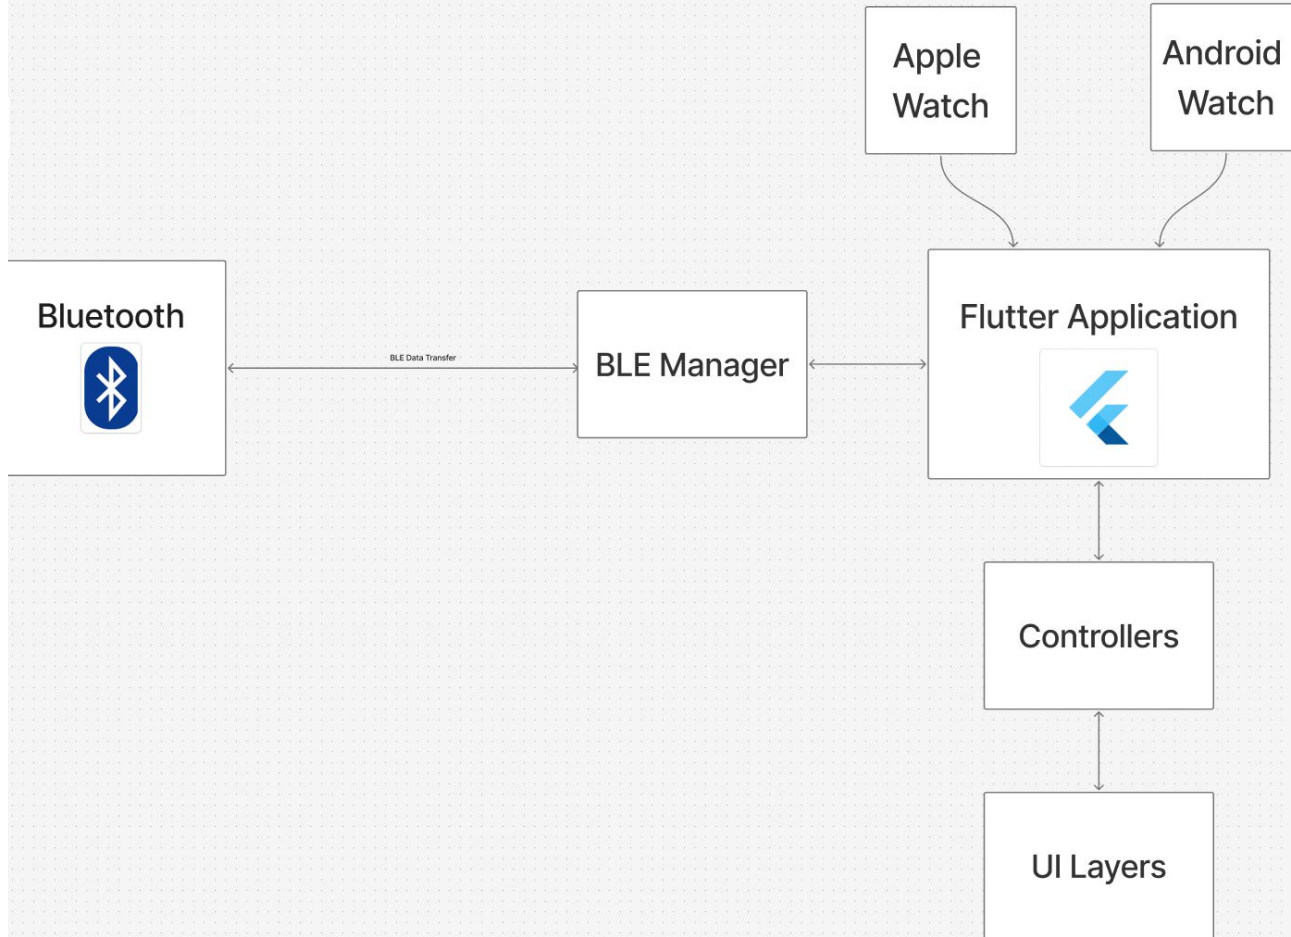 Apple
Watch
Android
Watch
Bluetooth
BLE Data Transfer
BLE Manager
Flutter Application
Controllers
UI Layers